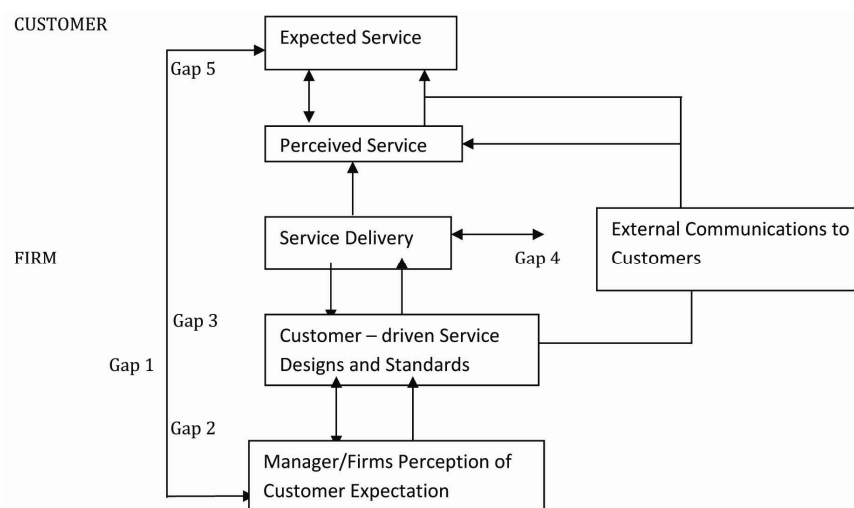 CUSTOMER
Expected Service
Gap 5
Perceived Service
Service Delivery
External Communications to
Customers
FIRM
Gap 4
Gap 3
Customer – driven Service
Designs and Standards
Gap 1
Gap 2
Manager/Firms Perception of
Customer Expectation